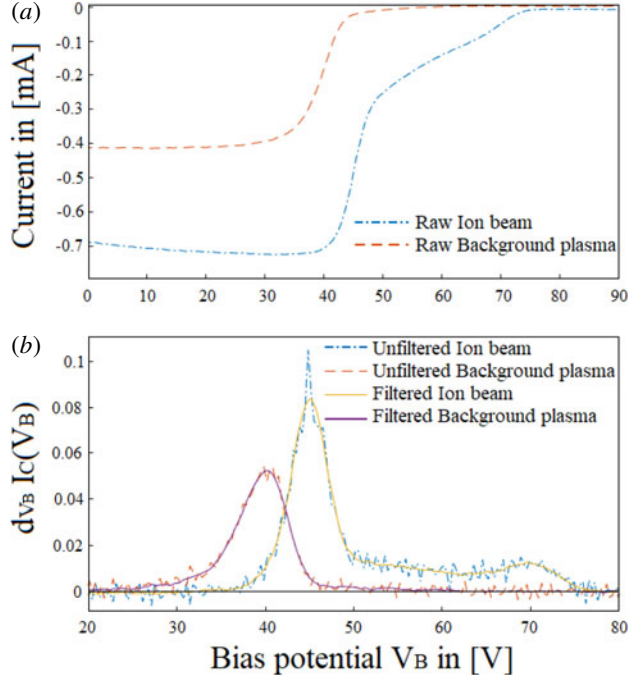 (a)
Current in [mA]
0
-0.1
-0.2
-0.3
-0.4
-0.5
-0.6
-0.7
Raw Ion beam
Raw Background plasma
0 10 20 30 40 50 60 70 80 90
(b)
dVB IC(VB)
0.1
0.08
0.06
0.04
0.02
0
Unfiltered Ion beam
Unfiltered Background plasma
Filtered Ion beam
Filtered Background plasma
20 30 40 50 60 70 80
Bias potential VB in [V]